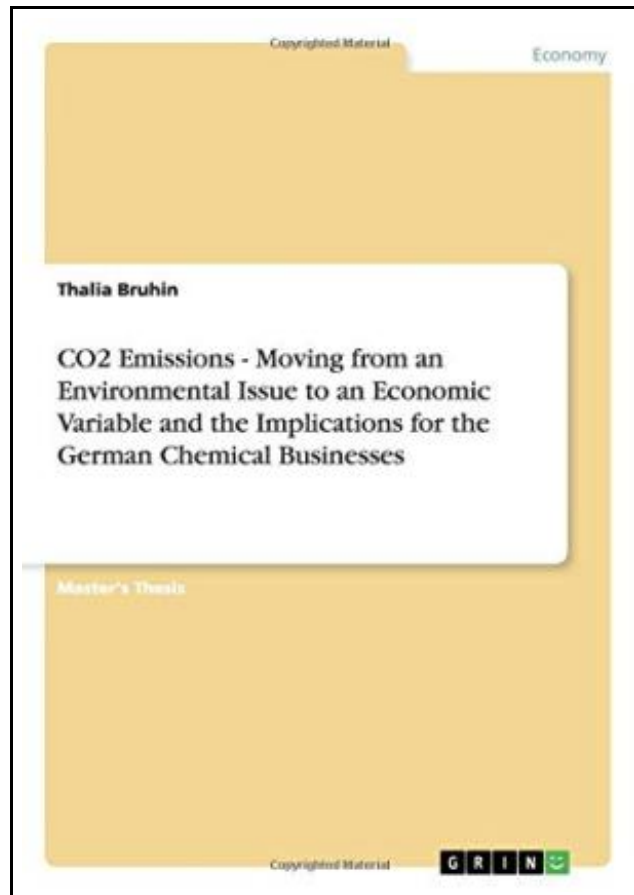 Copyrighted Material
Economy
Thalia Bruhin
CO2 Emissions - Moving from an
Environmental Issue to an Economic
Variable and the Implications for the
German Chemical Businesses
Master's Thesis
Copyrighted Material
GRIN